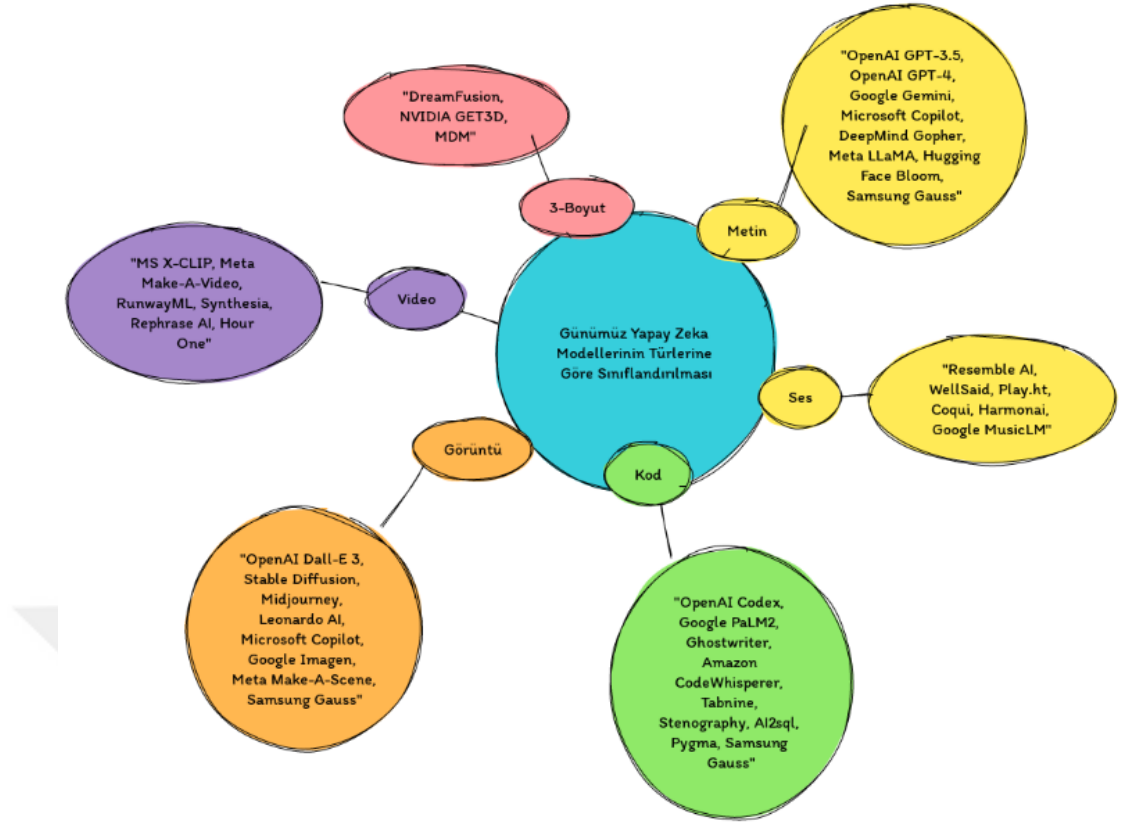 "DreamFusion,
NVIDIA GET3D,
MDM"
3-Boyut
"OpenAI GPT-3.5,
OpenAI GPT-4,
Google Gemini,
Microsoft Copilot,
DeepMind Gopher,
Meta LLaMA, Hugging
Face Bloom,
Samsung Gauss"
Metin
"MS X-CLIP, Meta
Make-A-Video,
RunwayML, Synthesia,
Rephrase AI, Hour
One"
Video
Günümüz Yapay Zeka
Modellerinin Türlerine
Göre Sınıflandırılması
Ses
"Resemble AI,
WellSaid, Play.ht,
Coqui, Harmonai,
Google MusicLM"
Görüntü
"OpenAI Dall-E 3,
Stable Diffusion,
Midjourney,
Leonardo AI,
Microsoft Copilot,
Google Imagen,
Meta Make-A-Scene,
Samsung Gauss"
Kod
"OpenAI Codex,
Google PaLM2,
Ghostwriter,
Amazon
CodeWhisperer,
Tabnine,
Stenography, AI2sql,
Pygma, Samsung
Gauss"